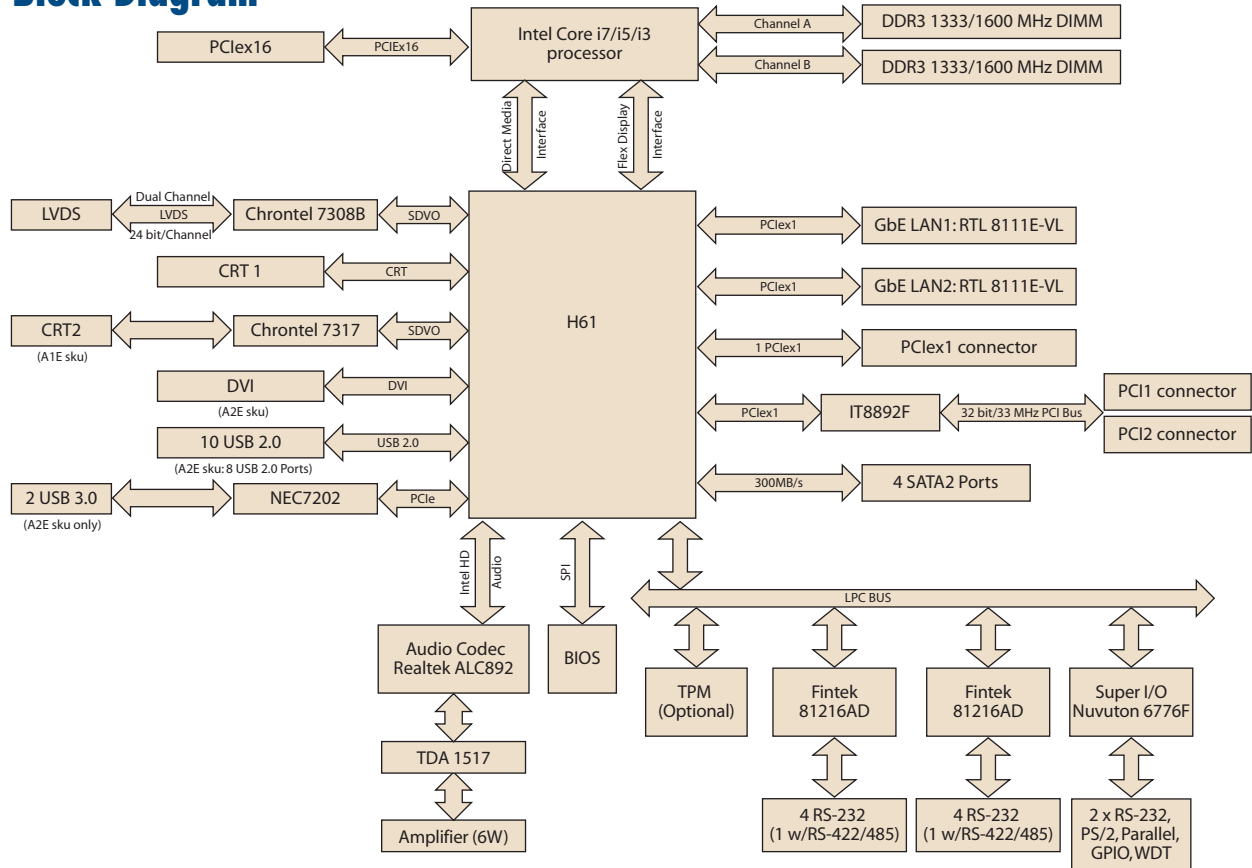 Block Diagram
PCIex16
PCIEx16
Intel Core i7/i5/i3
processor
Channel A
DDR3 1333/1600 MHz DIMM
Channel B
DDR3 1333/1600 MHz DIMM
Direct Media
Interface
Flex Display
Interface
LVDS
Dual Channel
LVDS
24 bit/Channel
Chrontel 7308B
SDVO
CRT 1
CRT
CRT2
(A1E sku)
Chrontel 7317
SDVO
DVI
(A2E sku)
DVI
10 USB 2.0
(A2E sku: 8 USB 2.0 Ports)
USB 2.0
2 USB 3.0
(A2E sku only)
NEC7202
PCIe
H61
PCIex1
GbE LAN1: RTL 8111E-VL
PCIex1
GbE LAN2: RTL 8111E-VL
1 PCIex1
PCIex1 connector
PCIex1
IT8892F
32 bit/33 MHz PCI Bus
PCI1 connector
PCI2 connector
300MB/s
4 SATA2 Ports
Intel HD
Audio
SPI
LPC BUS
Audio Codec
Realtek ALC892
BIOS
TPM
(Optional)
Fintek
81216AD
Fintek
81216AD
Super I/O
Nuvuton 6776F
TDA 1517
Amplifier (6W)
4 RS-232
(1 w/RS-422/485)
4 RS-232
(1 w/RS-422/485)
2 x RS-232,
PS/2, Parallel,
GPIO, WDT